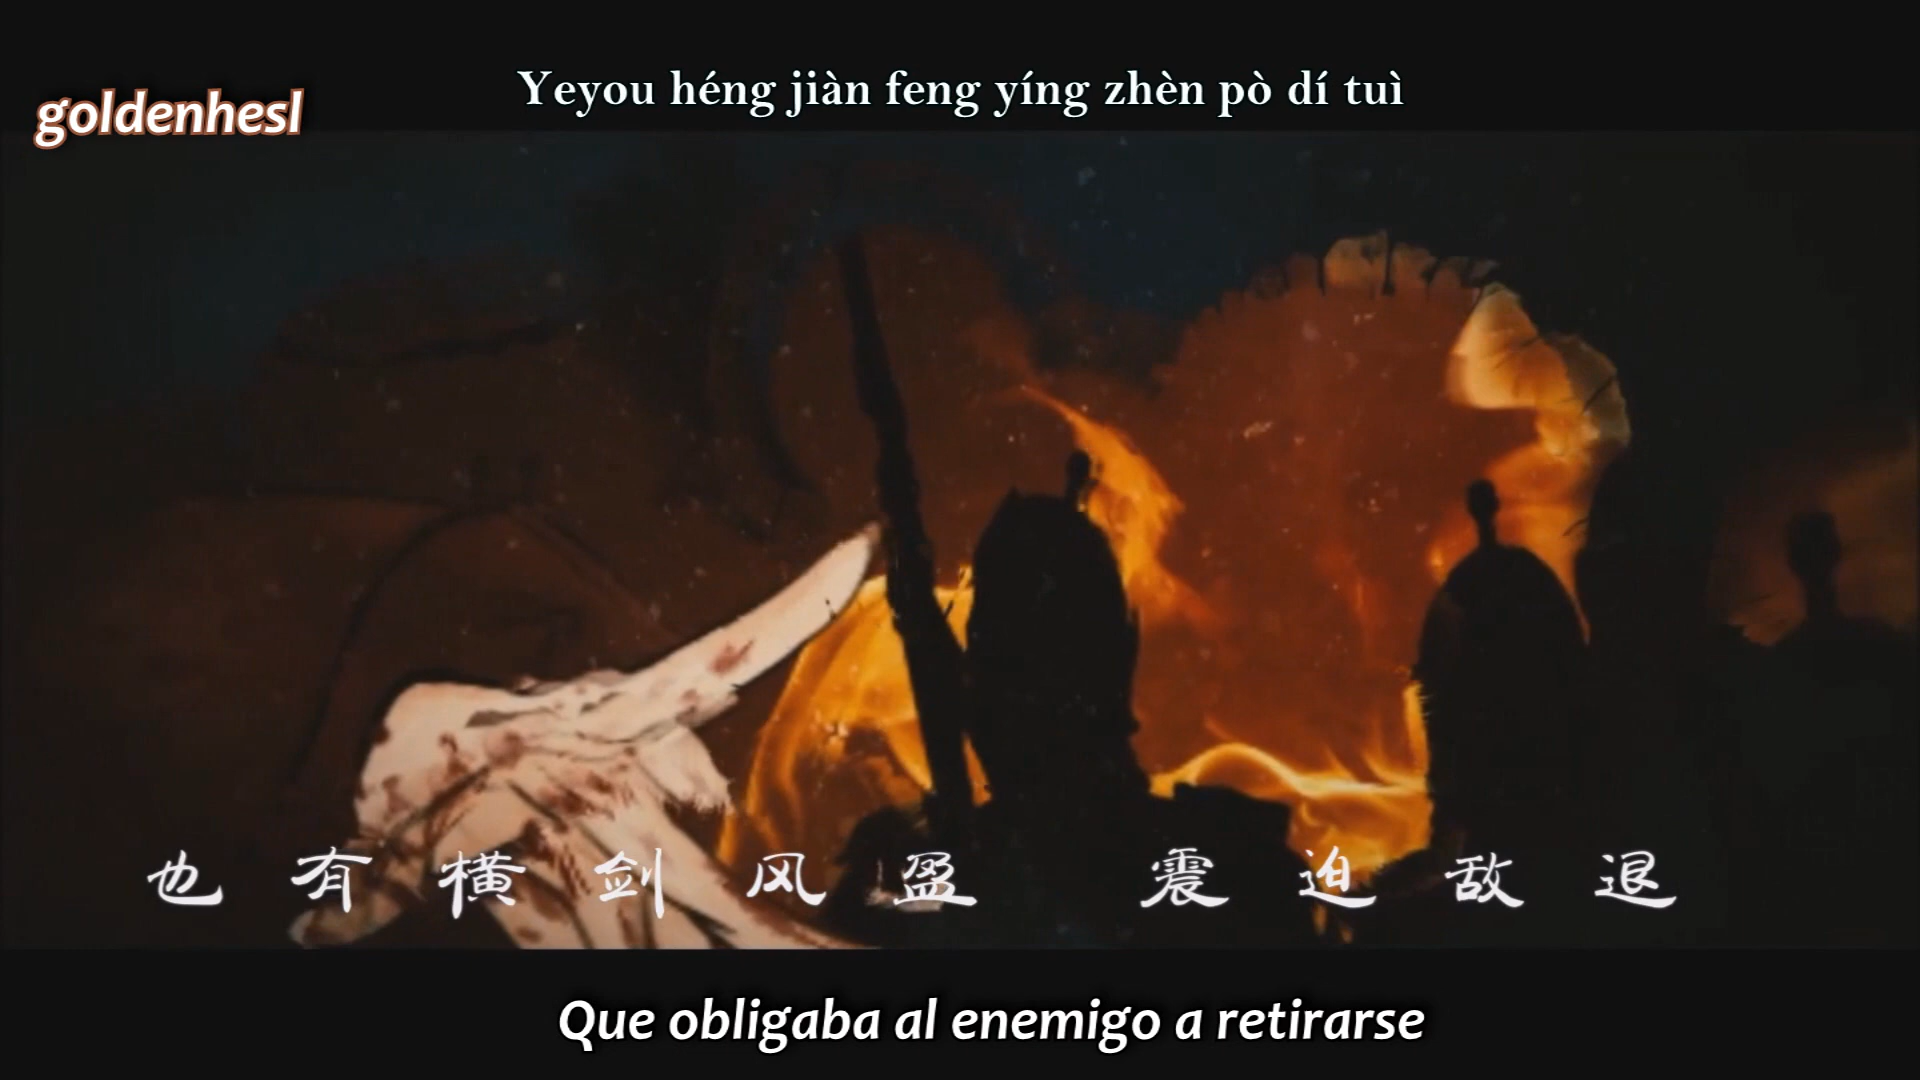 Yeyou héng jiàn feng yíng zhèn pò dí tuì
goldenhesl
也有横剑风盈 震迫敌退
Que obligaba al enemigo a retirarse